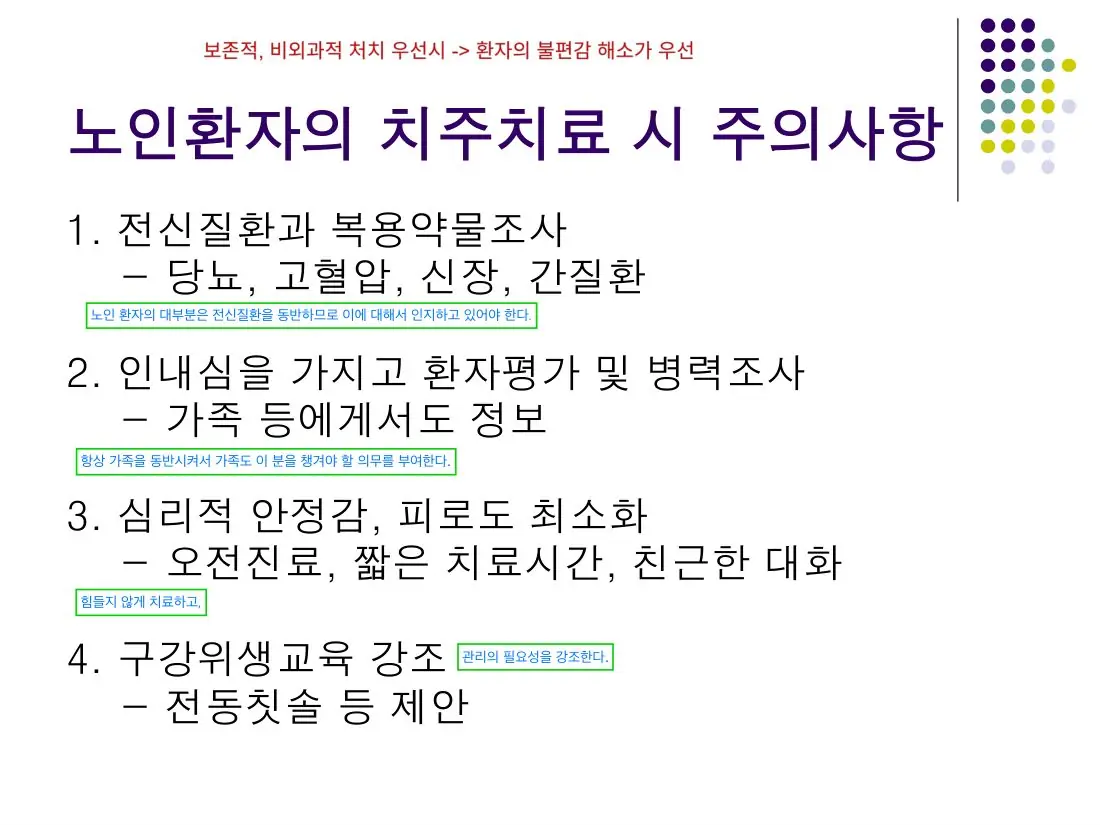 보존적, 비외과적 처치 우선시 -> 환자의 불편감 해소가 우선
노인환자의 치주치료 시 주의사항
1. 전신질환과 복용약물조사
– 당뇨, 고혈압, 신장, 간질환
노인 환자의 대부분은 전신질환을 동반하므로 이에 대해서 인지하고 있어야 한다.
2. 인내심을 가지고 환자평가 및 병력조사
– 가족 등에게서도 정보
항상 가족을 동반시켜서 가족도 이 분을 챙겨야 할 의무를 부여한다.
3. 심리적 안정감, 피로도 최소화
– 오전진료, 짧은 치료시간, 친근한 대화
힘들지 않게 치료하고,
4. 구강위생교육 강조 관리의 필요성을 강조한다.
– 전동칫솔 등 제안